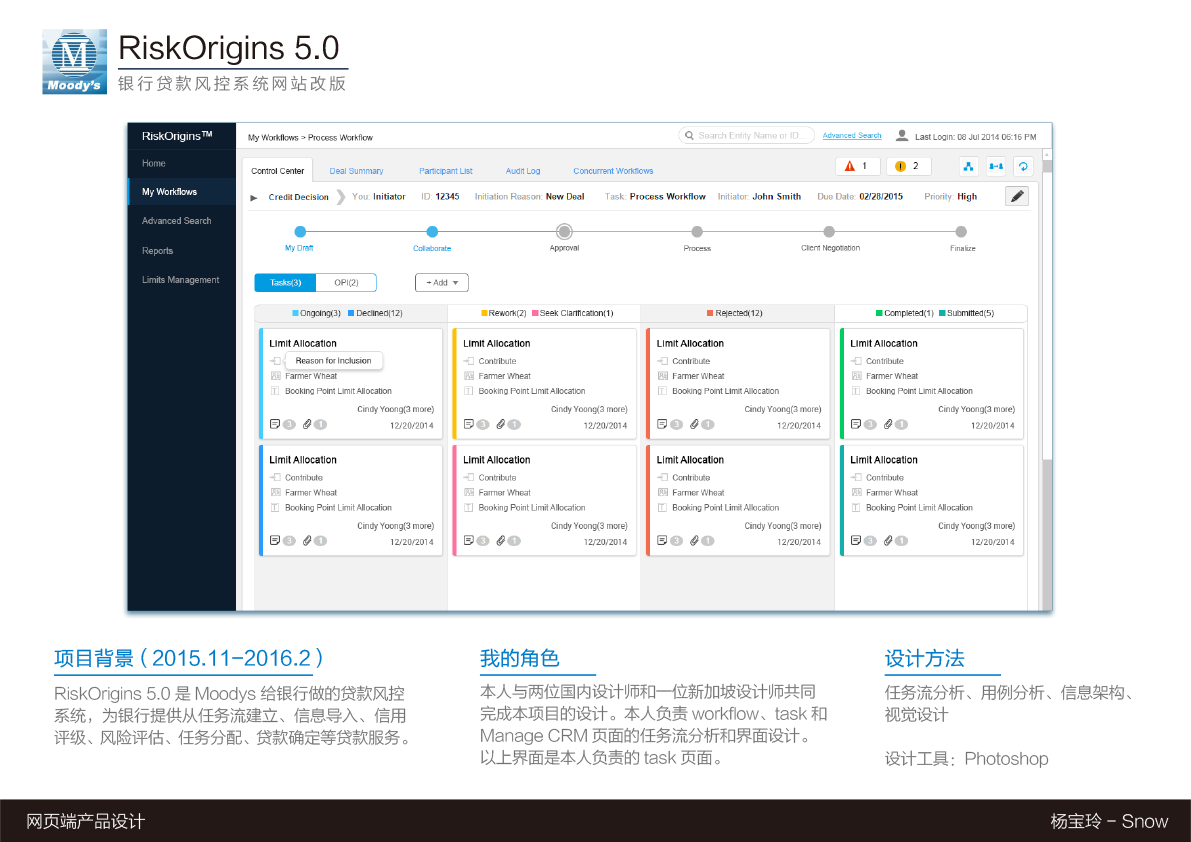 M
Moody's
RiskOrigins 5.0
银行贷款风控系统网站改版
RiskOrigins™
My Workflows > Process Workflow
Search Entity Name or ID...
Advanced Search
Last Login: 08 Jul 2014 06:16 PM
Home
My Workflows
Advanced Search
Reports
Limits Management
Control Center
Deal Summary
Participant List
Audit Log
Concurrent Workflows
1
2
Credit Decision
You: Initiator
ID: 12345
Initiation Reason: New Deal
Task: Process Workflow
Initiator: John Smith
Due Date: 02/28/2015
Priority: High
My Draft
Collaborate
Approval
Process
Client Negotiation
Finalize
Tasks(3)
OPI(2)
+ Add
Ongoing(3) Declined(12)
Rework(2) Seek Clarification(1)
Rejected(12)
Completed(1) Submitted(5)
Limit Allocation
Reason for Inclusion
Farmer Wheat
Booking Point Limit Allocation
Cindy Yoong(3 more)
3 1 12/20/2014
Limit Allocation
Contribute
Farmer Wheat
Booking Point Limit Allocation
Cindy Yoong(3 more)
3 1 12/20/2014
Limit Allocation
Contribute
Farmer Wheat
Booking Point Limit Allocation
Cindy Yoong(3 more)
3 1 12/20/2014
Limit Allocation
Contribute
Farmer Wheat
Booking Point Limit Allocation
Cindy Yoong(3 more)
3 1 12/20/2014
Limit Allocation
Contribute
Farmer Wheat
Booking Point Limit Allocation
Cindy Yoong(3 more)
3 1 12/20/2014
Limit Allocation
Contribute
Farmer Wheat
Booking Point Limit Allocation
Cindy Yoong(3 more)
3 1 12/20/2014
Limit Allocation
Contribute
Farmer Wheat
Booking Point Limit Allocation
Cindy Yoong(3 more)
3 1 12/20/2014
Limit Allocation
Contribute
Farmer Wheat
Booking Point Limit Allocation
Cindy Yoong(3 more)
3 1 12/20/2014
项目背景（2015.11-2016.2）
RiskOrigins 5.0 是 Moodys 给银行做的贷款风控
系统，为银行提供从任务流建立、信息导入、信用
评级、风险评估、任务分配、贷款确定等贷款服务。
我的角色
本人与两位国内设计师和一位新加坡设计师共同
完成本项目的设计。本人负责 workflow、task 和
Manage CRM 页面的任务流分析和界面设计。
以上界面是本人负责的 task 页面。
设计方法
任务流分析、用例分析、信息架构、
视觉设计
设计工具：Photoshop
网页端产品设计
杨宝玲 - Snow